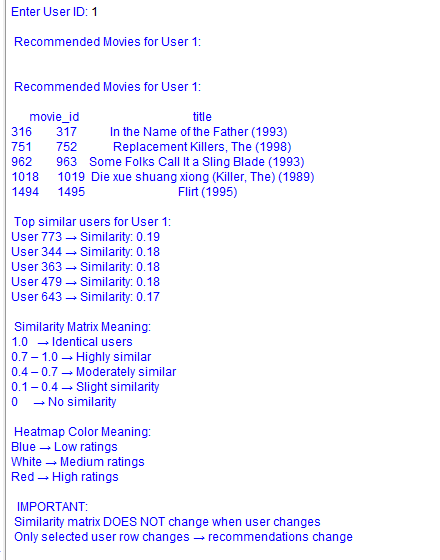 Enter User ID: 1
Recommended Movies for User 1:
Recommended Movies for User 1:
movie_id title
316 317 In the Name of the Father (1993)
751 752 Replacement Killers, The (1998)
962 963 Some Folks Call It a Sling Blade (1993)
1018 1019 Die xue shuang xiong (Killer, The) (1989)
1494 1495 Flirt (1995)
Top similar users for User 1:
User 773 → Similarity: 0.19
User 344 → Similarity: 0.18
User 363 → Similarity: 0.18
User 479 → Similarity: 0.18
User 643 → Similarity: 0.17
Similarity Matrix Meaning:
1.0 → Identical users
0.7 – 1.0 → Highly similar
0.4 – 0.7 → Moderately similar
0.1 – 0.4 → Slight similarity
0 → No similarity
Heatmap Color Meaning:
Blue → Low ratings
White → Medium ratings
Red → High ratings
IMPORTANT:
Similarity matrix DOES NOT change when user changes
Only selected user row changes → recommendations change